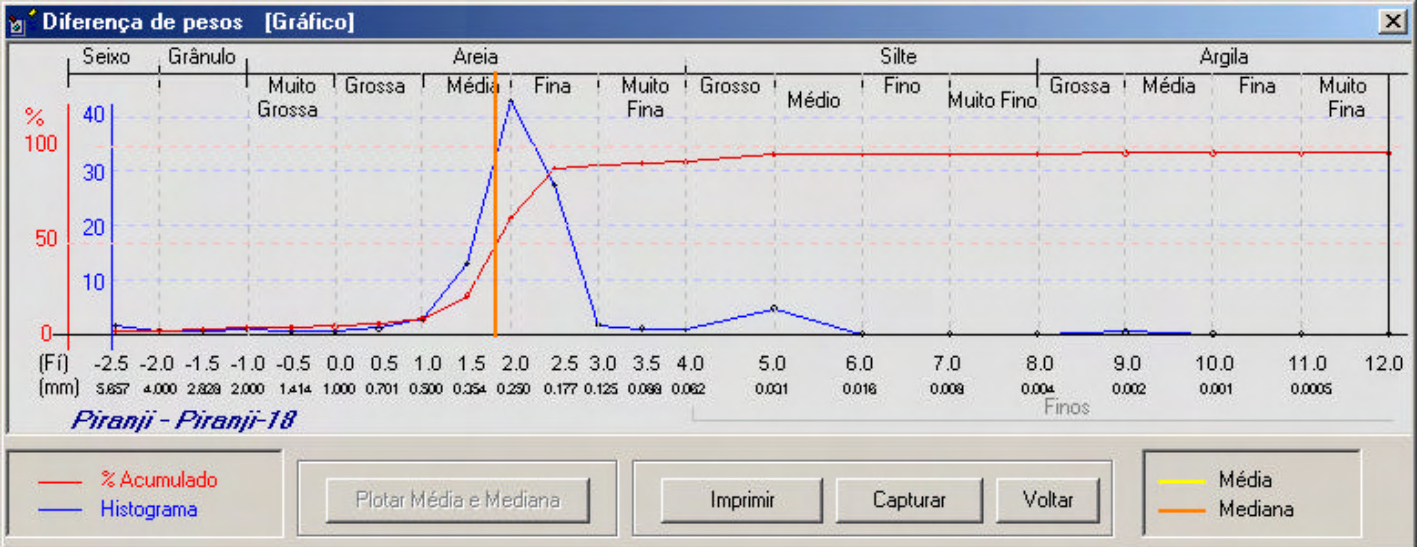 Diferença de pesos [Gráfico]
Seixo Grânulo Areia Silte Argila
Muito Grossa Grossa Média Fina Muito Fina Grosso Médio Fino Muito Fino Grossa Média Fina Muito Fina
%
100
50
0
40
30
20
10
(Fi) -2.5 -2.0 -1.5 -1.0 -0.5 0.0 0.5 1.0 1.5 2.0 2.5 3.0 3.5 4.0 5.0 6.0 7.0 8.0 9.0 10.0 11.0 12.0
(mm) 5.657 4.000 2.828 2.000 1.414 1.000 0.701 0.500 0.354 0.250 0.177 0.125 0.088 0.062 0.031 0.016 0.008 0.004 0.002 0.001 0.0005
Finos
Piranji - Piranji-18
% Acumulado
Histograma
Plotar Média e Mediana
Imprimir
Capturar
Voltar
Média
Mediana